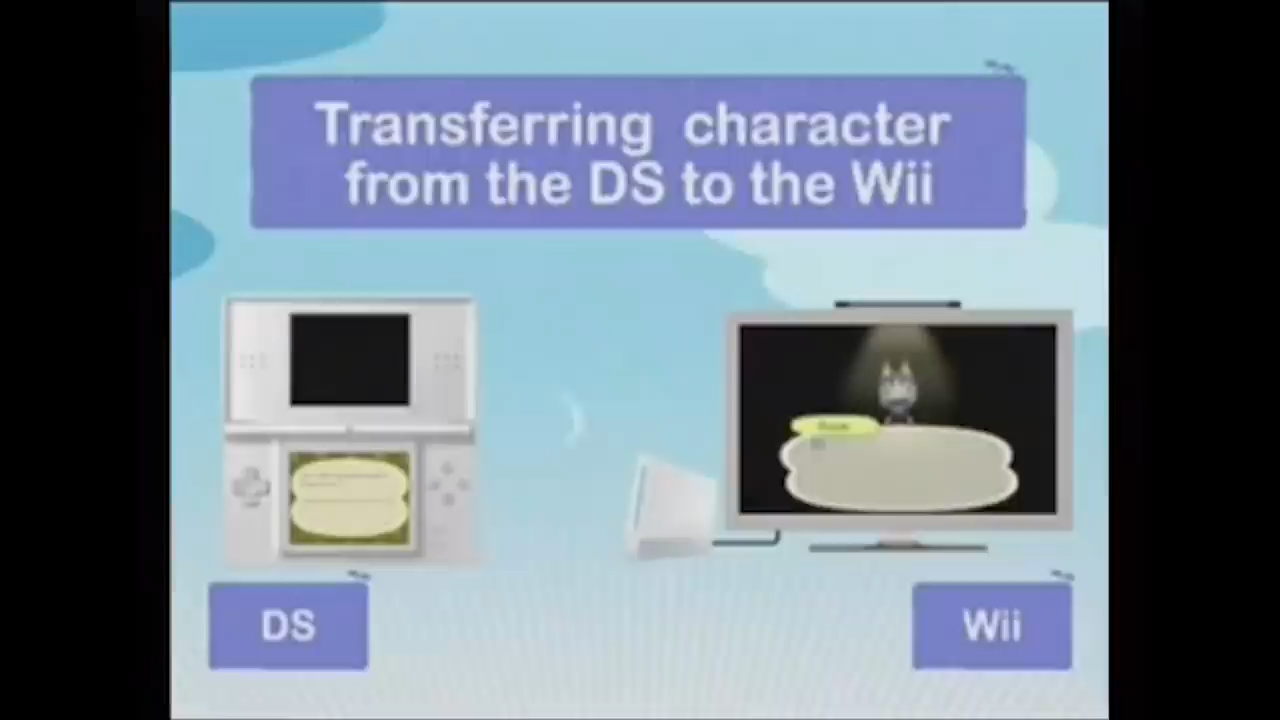 Transferring character
from the DS to the Wii
DS
Wii